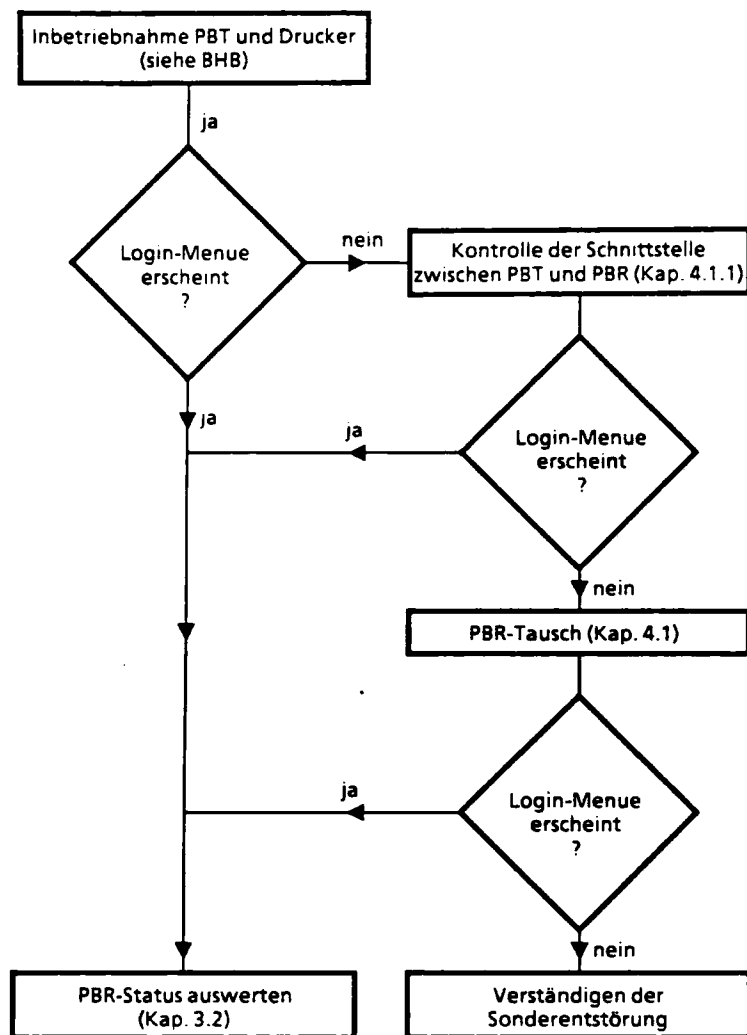 Inbetriebnahme PBT und Drucker
(siehe BHB)
ja
Login-Menue
erscheint
?
nein
Kontrolle der Schnittstelle
zwischen PBT und PBR (Kap. 4.1.1)
ja
ja
Login-Menue
erscheint
?
nein
PBR-Tausch (Kap. 4.1)
ja
Login-Menue
erscheint
?
nein
PBR-Status auswerten
(Kap. 3.2)
Verständigen der
Sonderentstörung